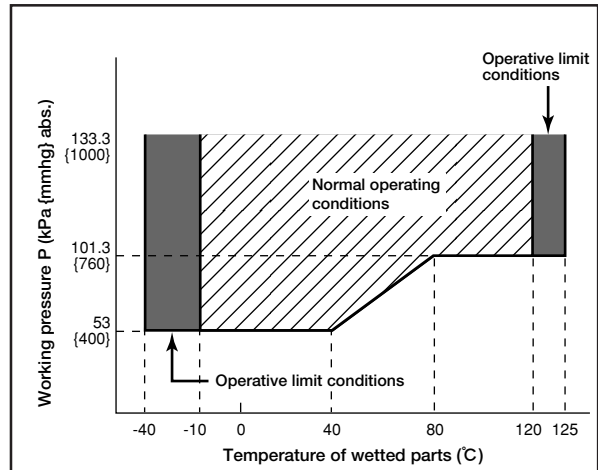 Operative limit
conditions
133.3
{1000}
Normal operating
conditions
101.3
{760}
53
{400}
Operative limit conditions
Working pressure P (kPa {mmhg} abs.)
-40 -10 0 40 80 120 125
Temperature of wetted parts (℃)